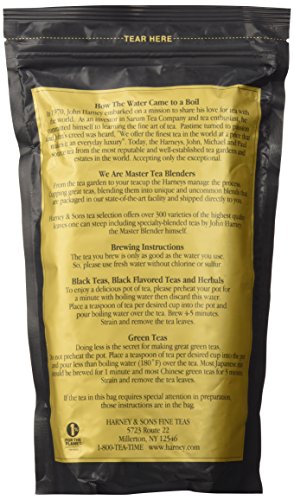 TEAR HERE
How The Water Came to a Boil
In 1970, John Harney embarked on a mission to share his love for tea with
the world. As an investor in Sarum Tea Company and tea enthusiast, he
committed himself to learning the fine art of tea. Pastime turned to passion
and John's creed was heard. "We offer the finest tea in the world at a price that
makes it an everyday luxury". Today, the Harneys, John, Michael and Paul
tea from the most reputable and well-established tea gardens and
estates in the world. Accepting only the exceptional.
We Are Master Tea Blenders
From the tea garden to your teacup the Harneys manage the process,
cupping great teas, blending them into unique and uncommon blends that
are packaged in our state-of-the-art facility and shipped directly to you.
Harney & Sons tea selection offers over 300 varieties of the highest quality
leaves one can steep including specialty-blended teas by John Harney
the Master Blender himself.
Brewing Instructions
The tea you brew is only as good as the water you use.
So, please use fresh water without chlorine or sulfur.
Black Teas, Black Flavored Teas and Herbals
To enjoy a delicious pot of tea, please preheat your pot for
a minute with boiling water then discard this water.
Place a teaspoon of tea per desired cup into the pot and
pour boiling water over the tea. Brew 4-5 minutes.
Strain and remove the tea leaves.
Green Teas
Doing less is the secret for making great green teas.
Do not preheat the pot. Place a teaspoon of tea per desired cup into the pot and
pour less than boiling water (180°F) over the tea. Most Japanese teas
should be brewed for 1 minute and most Chinese green teas for 3 minutes.
Strain and remove the tea leaves.
If the tea in this bag requires special attention in preparation,
those instructions are in the bag.
HARNEY & SONS FINE TEAS
5723 Route 22
Millerton, NY 12546
1-800-TEA-TIME www.harney.com
FOR THE
PLANET